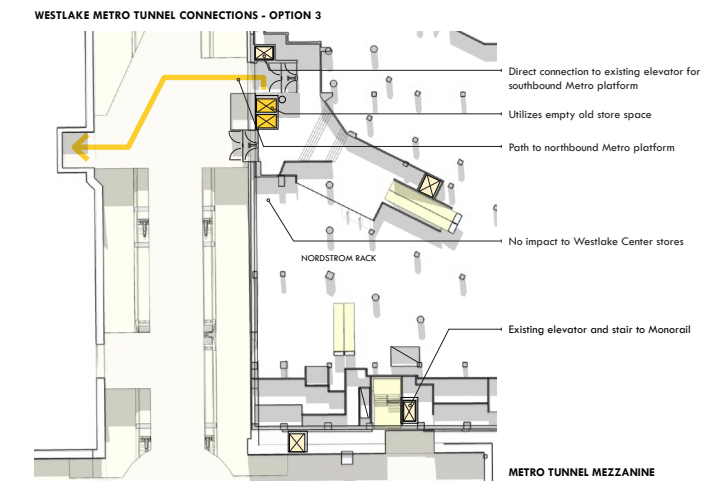 WESTLAKE METRO TUNNEL CONNECTIONS - OPTION 3
Direct connection to existing elevator for
southbound Metro platform
Utilizes empty old store space
Path to northbound Metro platform
No impact to Westlake Center stores
NORDSTROM RACK
Existing elevator and stair to Monorail
METRO TUNNEL MEZZANINE